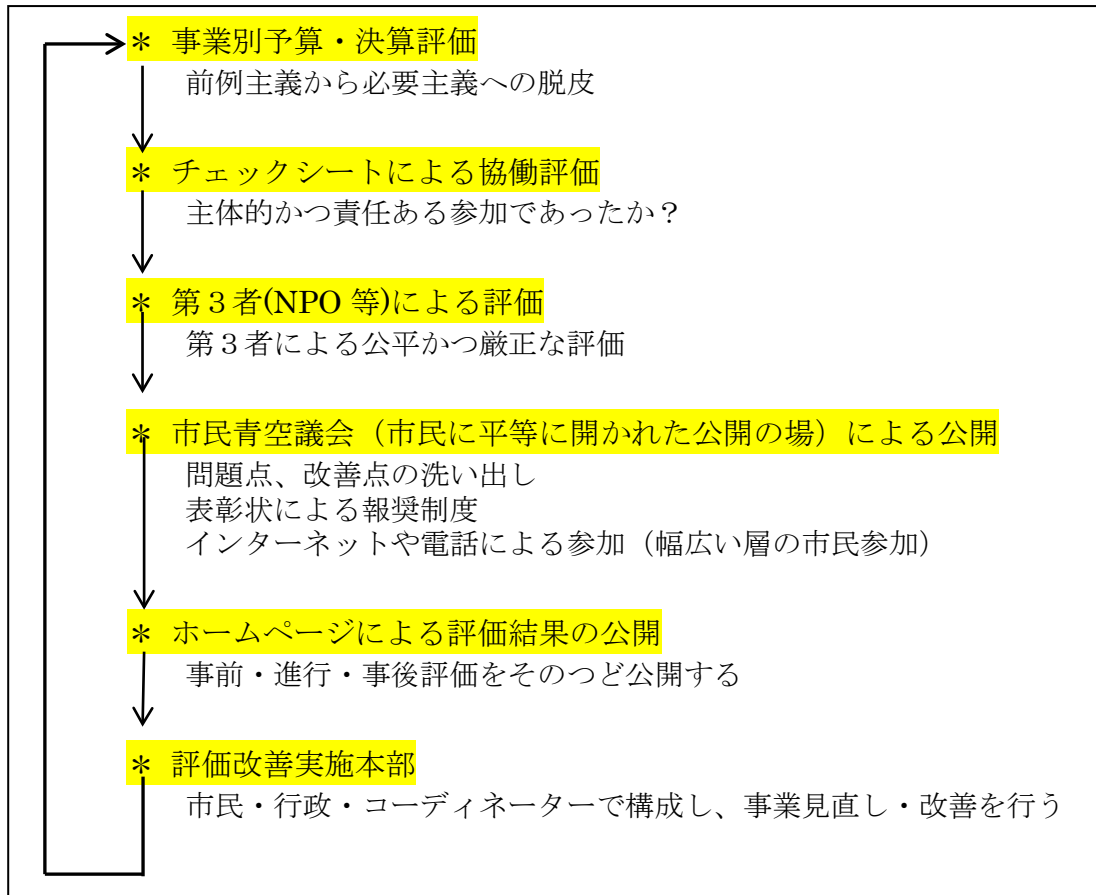 ＊ 事業別予算・決算評価
前例主義から必要主義への脱皮
＊ チェックシートによる協働評価
主体的かつ責任ある参加であったか？
＊ 第３者(NPO 等)による評価
第３者による公平かつ厳正な評価
＊ 市民青空議会（市民に平等に開かれた公開の場）による公開
問題点、改善点の洗い出し
表彰状による報奨制度
インターネットや電話による参加（幅広い層の市民参加）
＊ ホームページによる評価結果の公開
事前・進行・事後評価をそのつど公開する
＊ 評価改善実施本部
市民・行政・コーディネーターで構成し、事業見直し・改善を行う